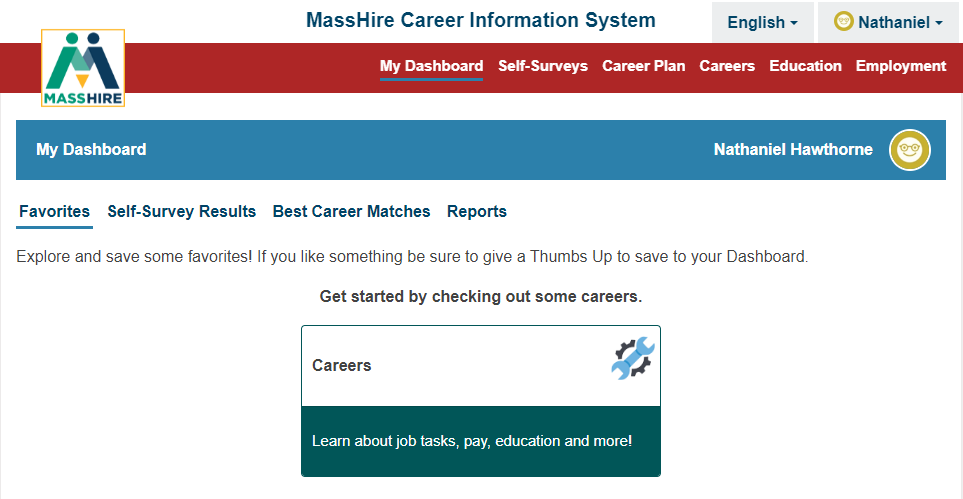 MassHire Career Information System
English
Nathaniel
MASSHIRE
My Dashboard Self-Surveys Career Plan Careers Education Employment
My Dashboard
Nathaniel Hawthorne
Favorites Self-Survey Results Best Career Matches Reports
Explore and save some favorites! If you like something be sure to give a Thumbs Up to save to your Dashboard.
Get started by checking out some careers.
Careers
Learn about job tasks, pay, education and more!